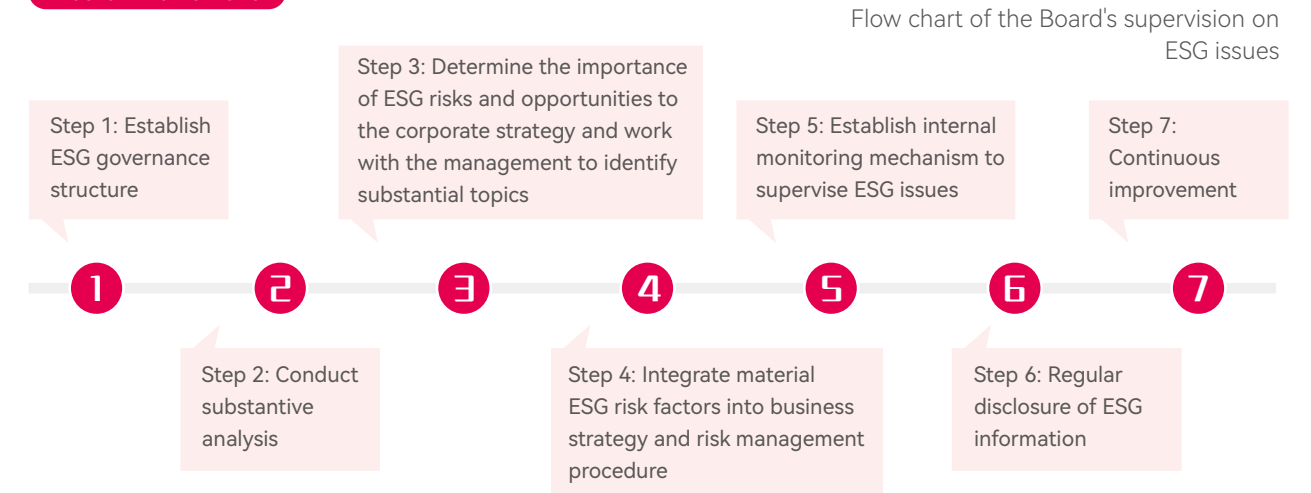 Flow chart of the Board's supervision on
ESG issues
Step 1: Establish
ESG governance
structure
Step 3: Determine the importance
of ESG risks and opportunities to
the corporate strategy and work
with the management to identify
substantial topics
Step 5: Establish internal
monitoring mechanism to
supervise ESG issues
Step 7:
Continuous
improvement
1
2
3
4
5
6
7
Step 2: Conduct
substantive
analysis
Step 4: Integrate material
ESG risk factors into business
strategy and risk management
procedure
Step 6: Regular
disclosure of ESG
information